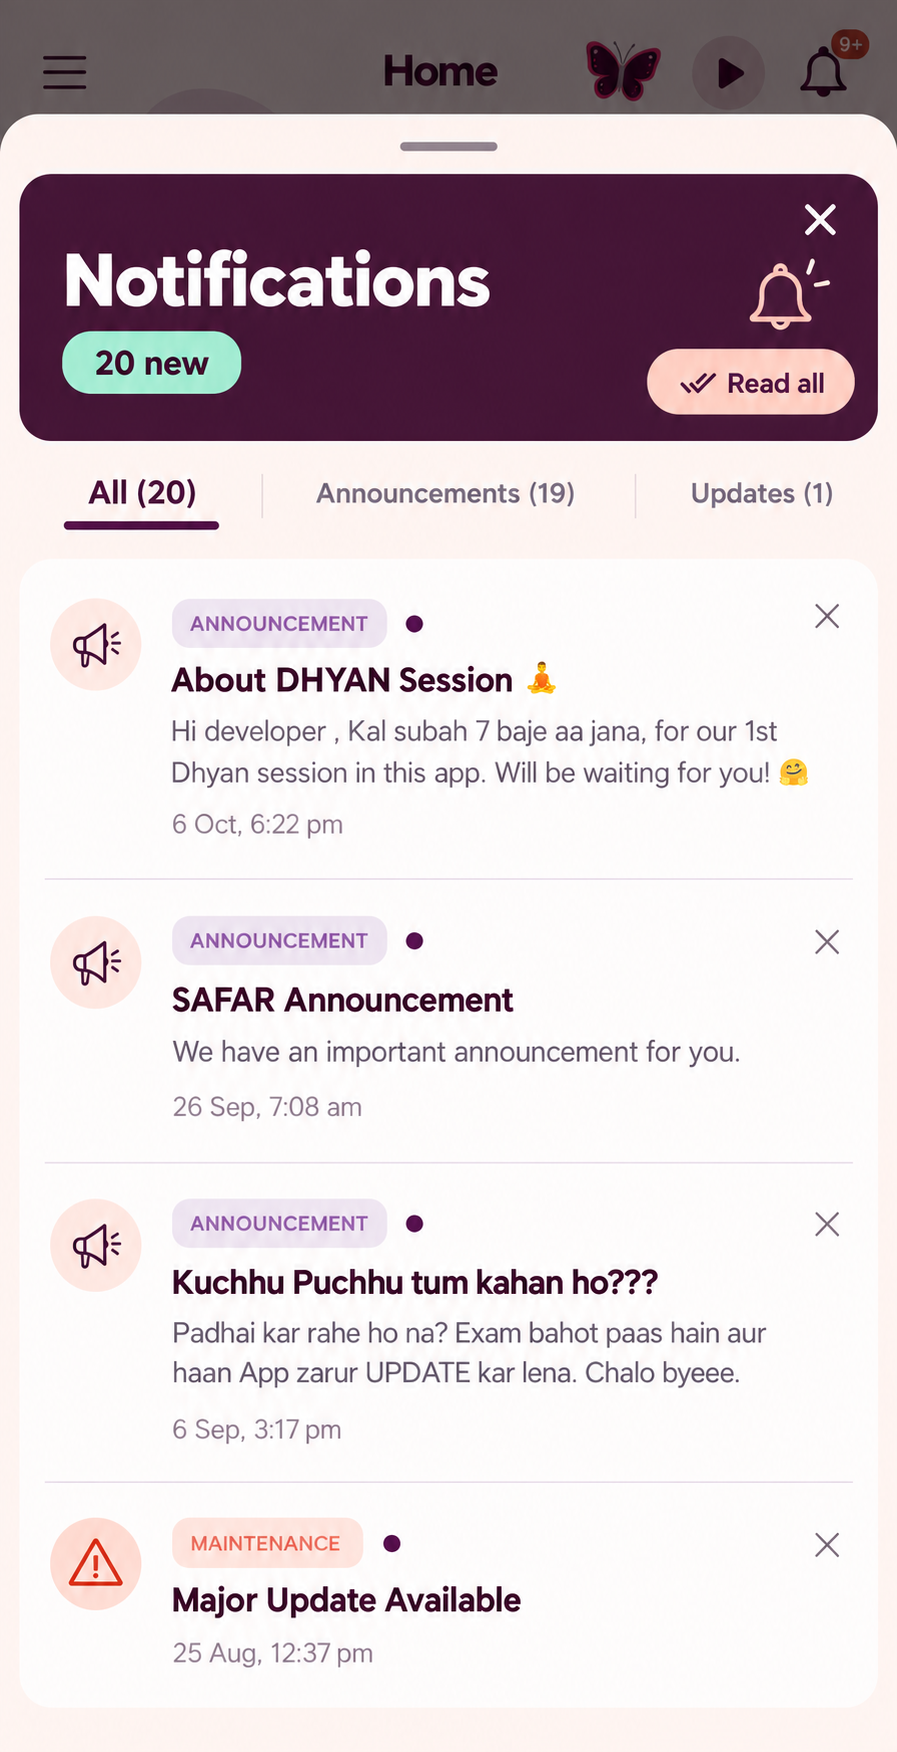 Home
9+
Notifications
20 new
Read all
All (20)
Announcements (19)
Updates (1)
ANNOUNCEMENT
About DHYAN Session 🧘
Hi developer , Kal subah 7 baje aa jana, for our 1st
Dhyan session in this app. Will be waiting for you! 🤗
6 Oct, 6:22 pm
ANNOUNCEMENT
SAFAR Announcement
We have an important announcement for you.
26 Sep, 7:08 am
ANNOUNCEMENT
Kuchhu Puchhu tum kahan ho???
Padhai kar rahe ho na? Exam bahot paas hain aur
haan App zarur UPDATE kar lena. Chalo byeee.
6 Sep, 3:17 pm
MAINTENANCE
Major Update Available
25 Aug, 12:37 pm